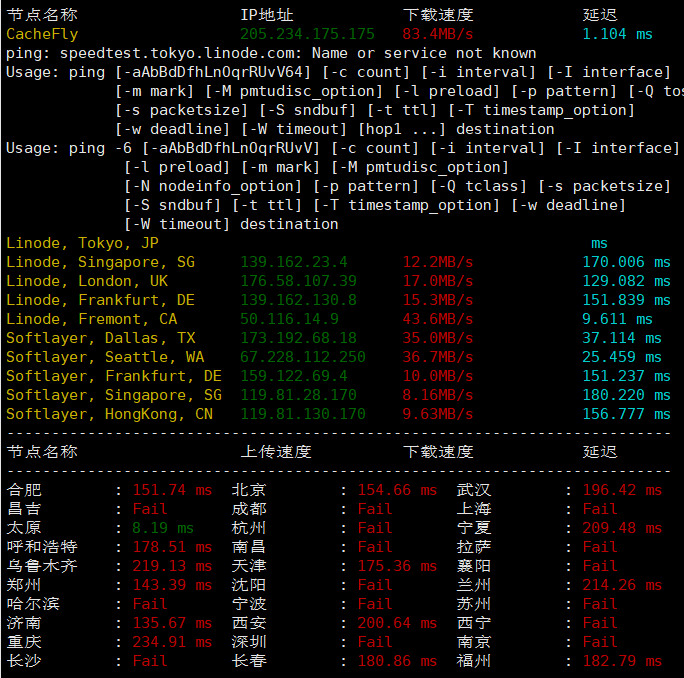 节点名称 IP地址 下载速度 延迟
CacheFly 205.234.175.175 83.4MB/s 1.104 ms
ping: speedtest.tokyo.linode.com: Name or service not known
Usage: ping [-aAbBdDfhLnOqrRUvV64] [-c count] [-i interval] [-I interface]
[-m mark] [-M pmtudisc_option] [-l preload] [-p pattern] [-Q tos
[-s packetsize] [-S sndbuf] [-t ttl] [-T timestamp_option]
[-w deadline] [-W timeout] [hop1 ...] destination
Usage: ping -6 [-aAbBdDfhLnOqrRUvV] [-c count] [-i interval] [-I interface]
[-l preload] [-m mark] [-M pmtudisc_option]
[-N nodeinfo_option] [-p pattern] [-Q tclass] [-s packetsize]
[-S sndbuf] [-t ttl] [-T timestamp_option] [-w deadline]
[-W timeout] destination
Linode, Tokyo, JP ms
Linode, Singapore, SG 139.162.23.4 12.2MB/s 170.006 ms
Linode, London, UK 176.58.107.39 17.0MB/s 129.082 ms
Linode, Frankfurt, DE 139.162.130.8 15.3MB/s 151.839 ms
Linode, Fremont, CA 50.116.14.9 43.6MB/s 9.611 ms
Softlayer, Dallas, TX 173.192.68.18 35.0MB/s 37.114 ms
Softlayer, Seattle, WA 67.228.112.250 36.7MB/s 25.459 ms
Softlayer, Frankfurt, DE 159.122.69.4 10.0MB/s 151.237 ms
Softlayer, Singapore, SG 119.81.28.170 8.16MB/s 180.220 ms
Softlayer, HongKong, CN 119.81.130.170 9.63MB/s 156.777 ms
--------------------------------------------------------------------------
节点名称 上传速度 下载速度 延迟
--------------------------------------------------------------------------
合肥 : 151.74 ms 北京 : 154.66 ms 武汉 : 196.42 ms
昌吉 : Fail 成都 : Fail 上海 : Fail
太原 : 8.19 ms 杭州 : Fail 宁夏 : 209.48 ms
呼和浩特 : 178.51 ms 南昌 : Fail 拉萨 : Fail
乌鲁木齐 : 219.13 ms 天津 : 175.36 ms 襄阳 : Fail
郑州 : 143.39 ms 沈阳 : Fail 兰州 : 214.26 ms
哈尔滨 : Fail 宁波 : Fail 苏州 : Fail
济南 : 135.67 ms 西安 : 200.64 ms 西宁 : Fail
重庆 : 234.91 ms 深圳 : Fail 南京 : Fail
长沙 : Fail 长春 : 180.86 ms 福州 : 182.79 ms